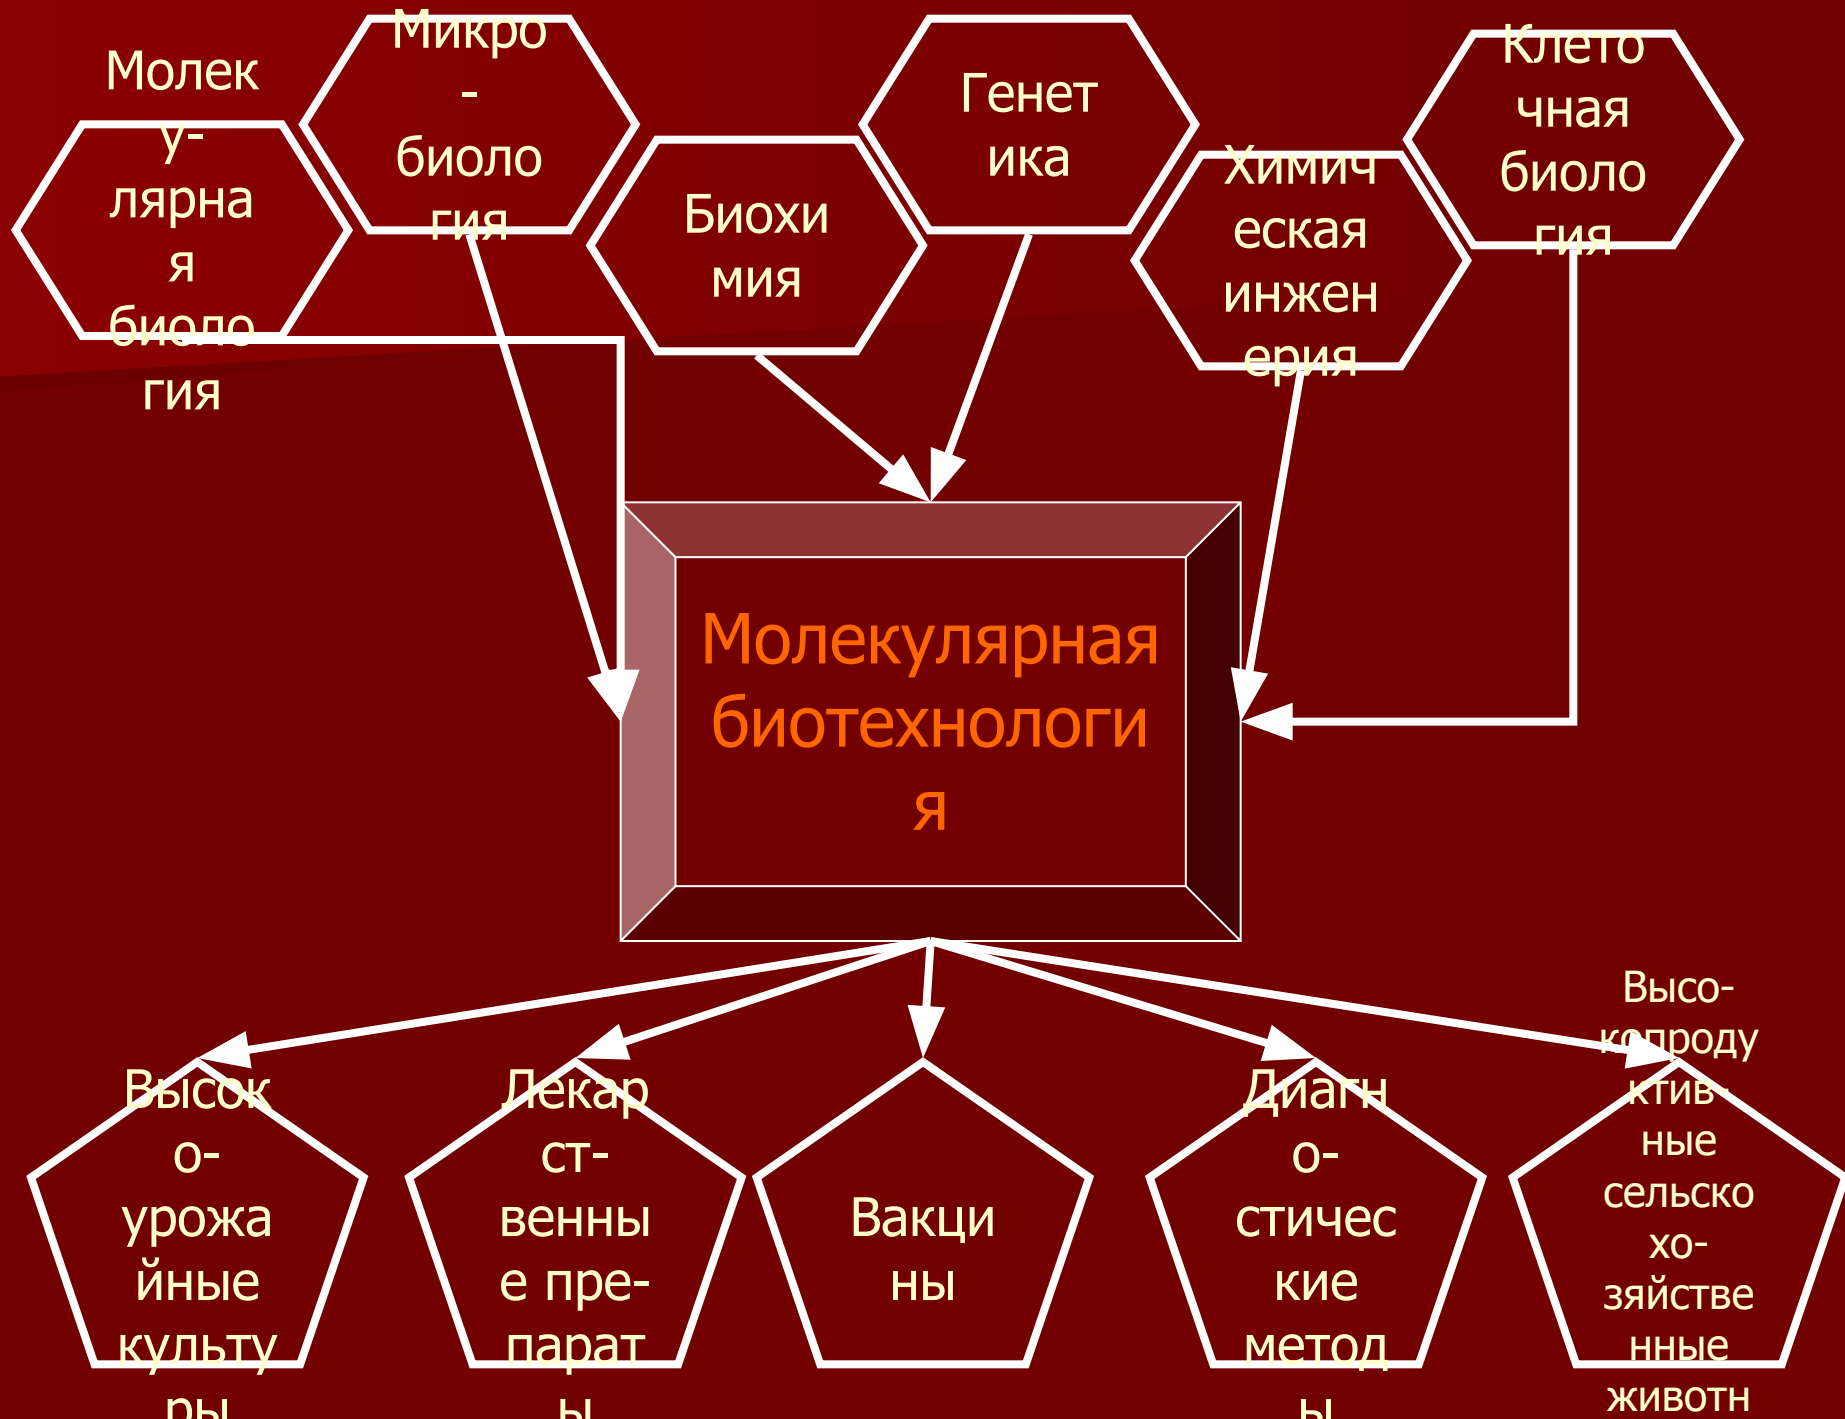 Молек
у-
лярна
я
биоло
гия
Микро
-
биоло
гия
Биохи
мия
Генет
ика
Химич
еская
инжен
ерия
Клето
чная
биоло
гия
Молекулярная
биотехнологи
я
Высок
о-
урожа
йные
культу
ры
Лекар
ст-
венны
е пре-
парат
ы
Вакци
ны
Диагн
о-
стичес
кие
метод
ы
Высо-
копроду
ктив-
ные
сельско
хо-
зяйстве
нные
животн